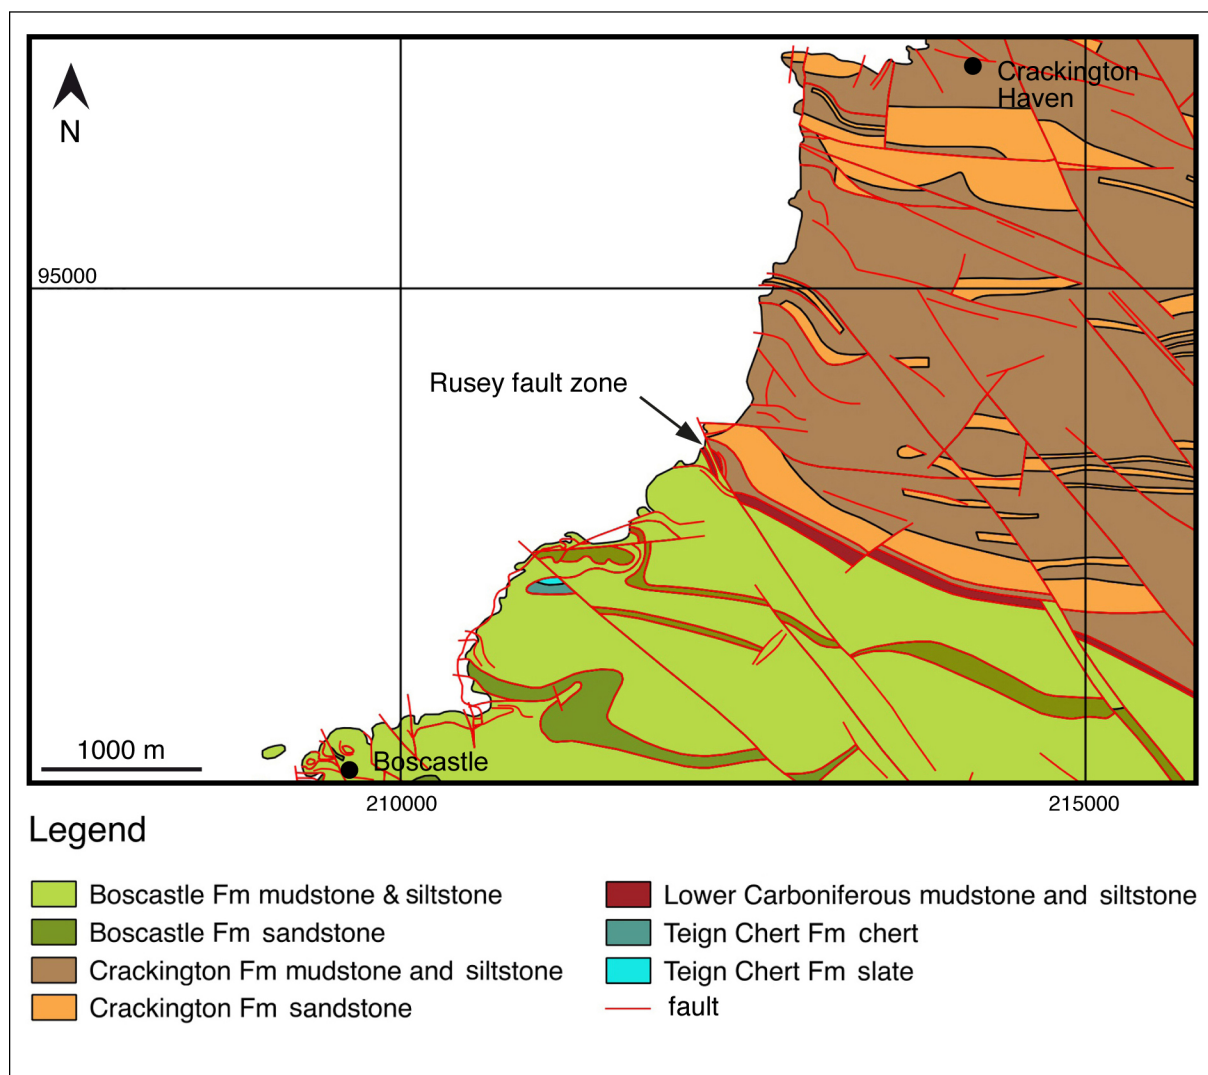 Crackington
Haven
N
95000
Rusey fault zone
1000 m
Boscastle
210000
215000
Legend
Boscastle Fm mudstone & siltstone
Boscastle Fm sandstone
Crackington Fm mudstone and siltstone
Crackington Fm sandstone
Lower Carboniferous mudstone and siltstone
Teign Chert Fm chert
Teign Chert Fm slate
fault